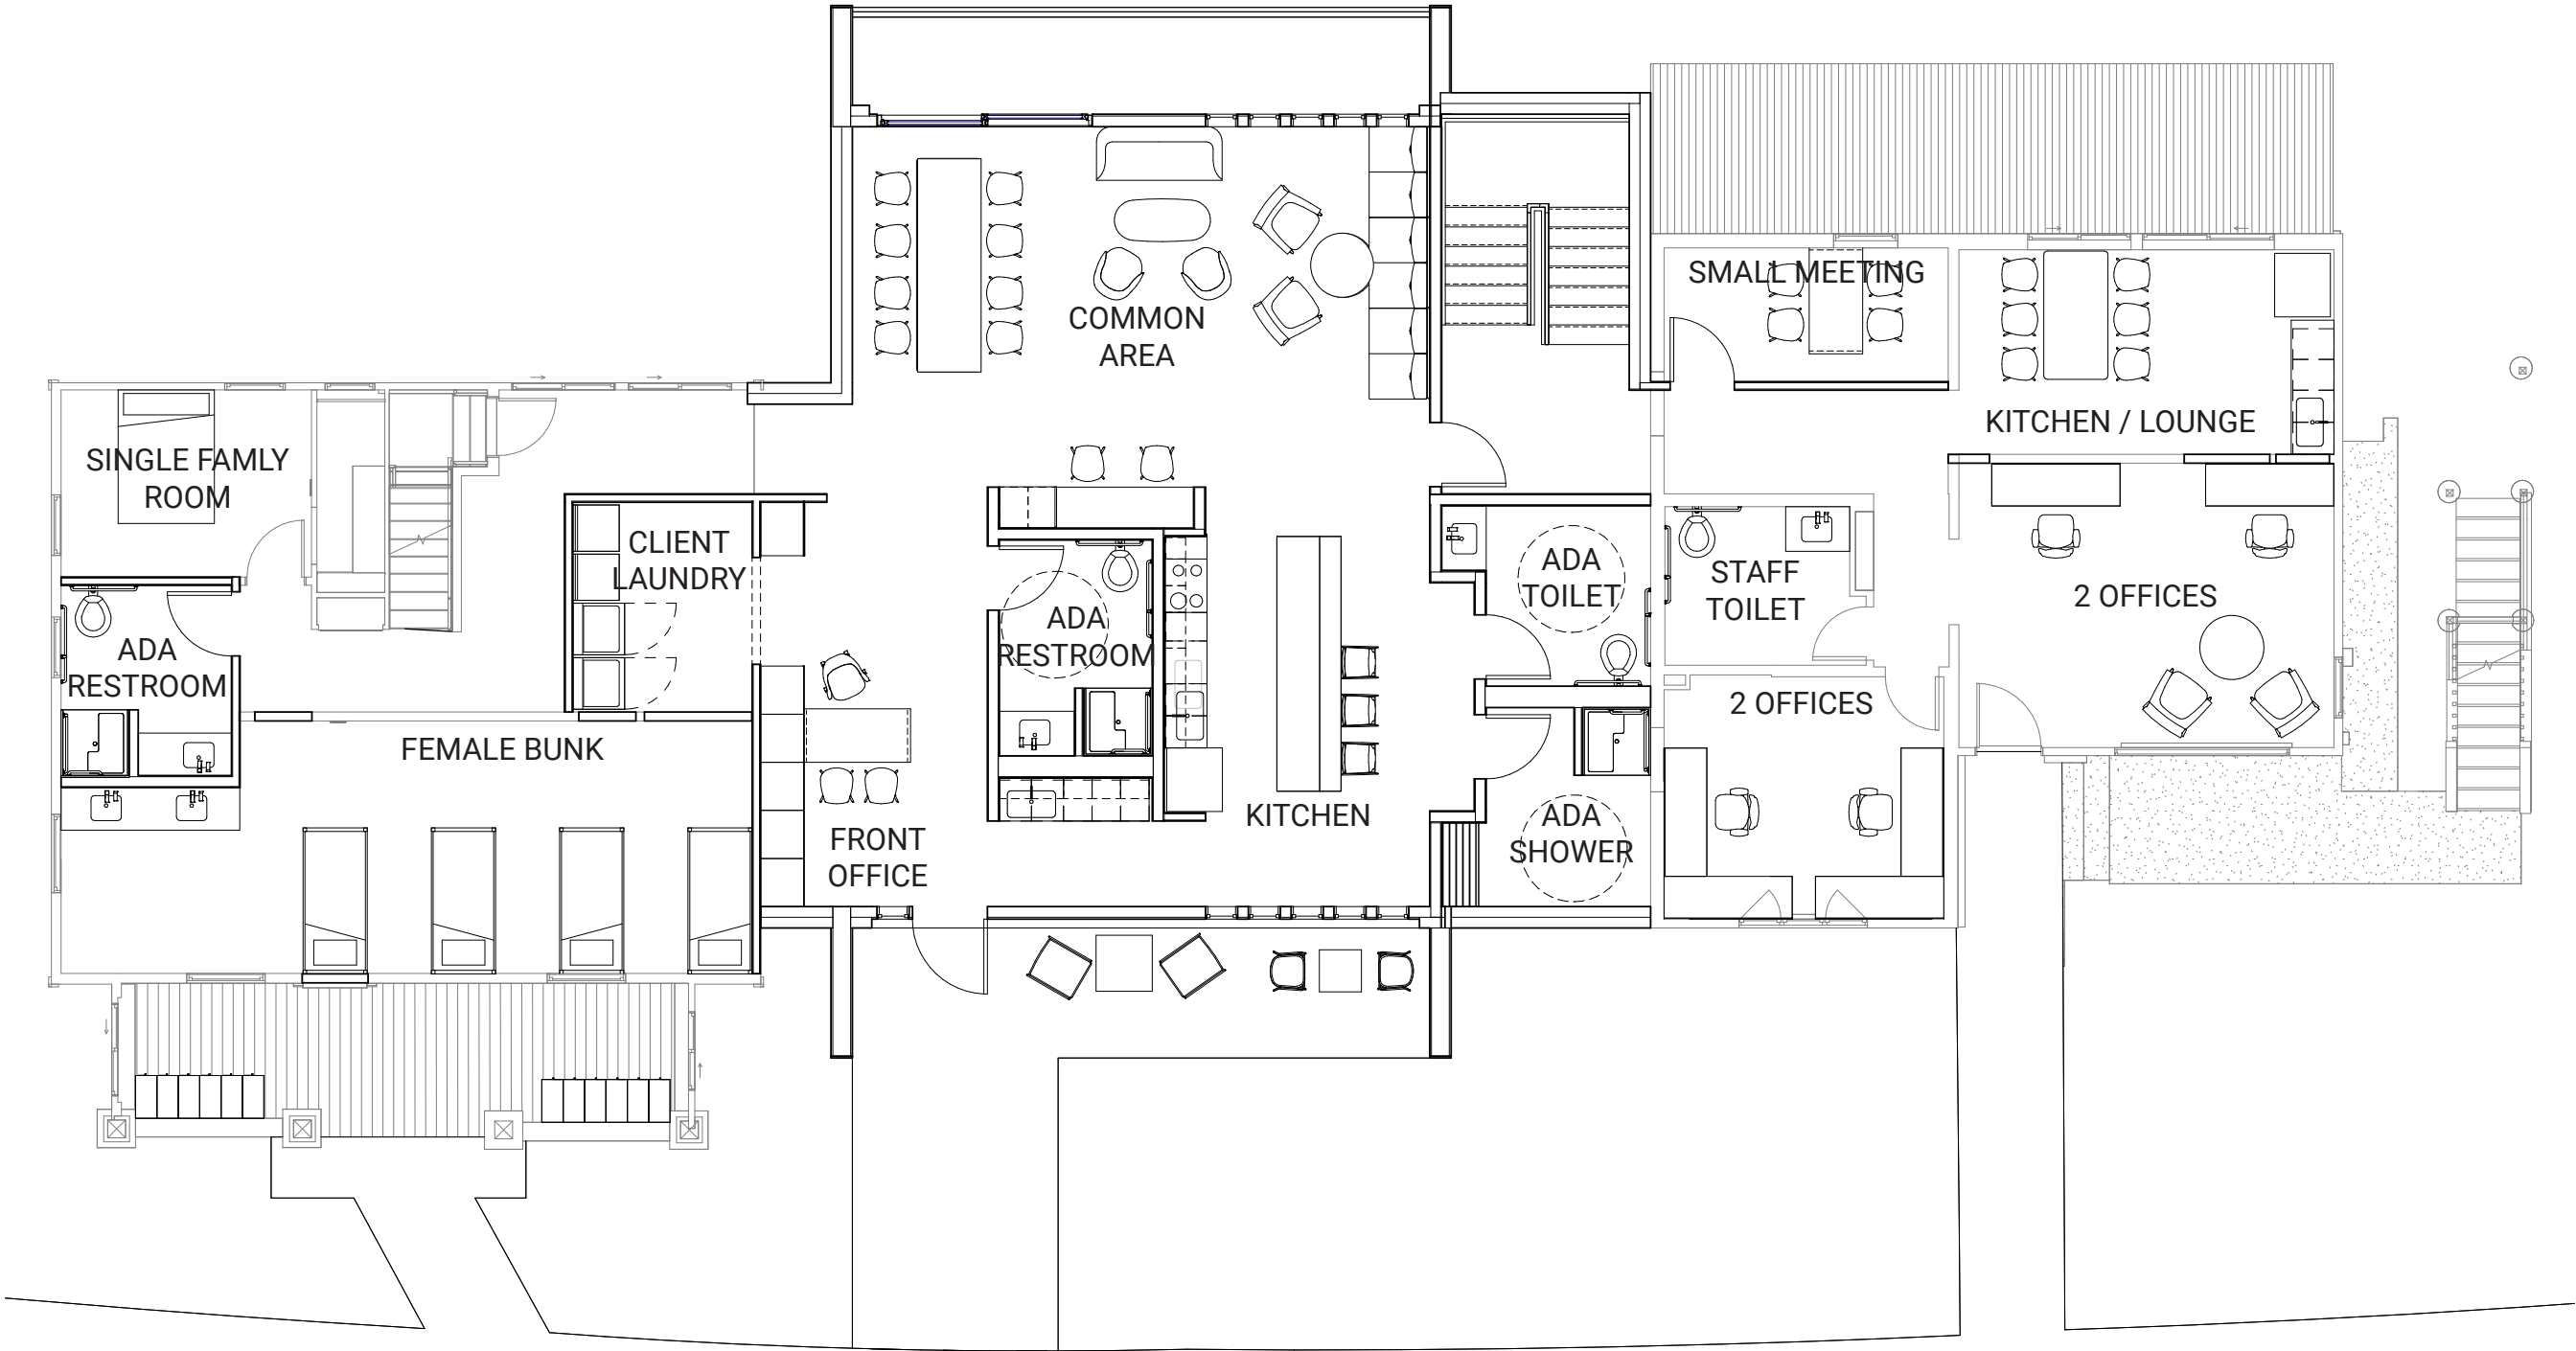 SMALL MEETING
COMMON
AREA
KITCHEN / LOUNGE
SINGLE FAMLY
ROOM
CLIENT
LAUNDRY
ADA
TOILET
STAFF
TOILET
2 OFFICES
ADA
RESTROOM
ADA
RESTROOM
2 OFFICES
FEMALE BUNK
KITCHEN
ADA
SHOWER
FRONT
OFFICE